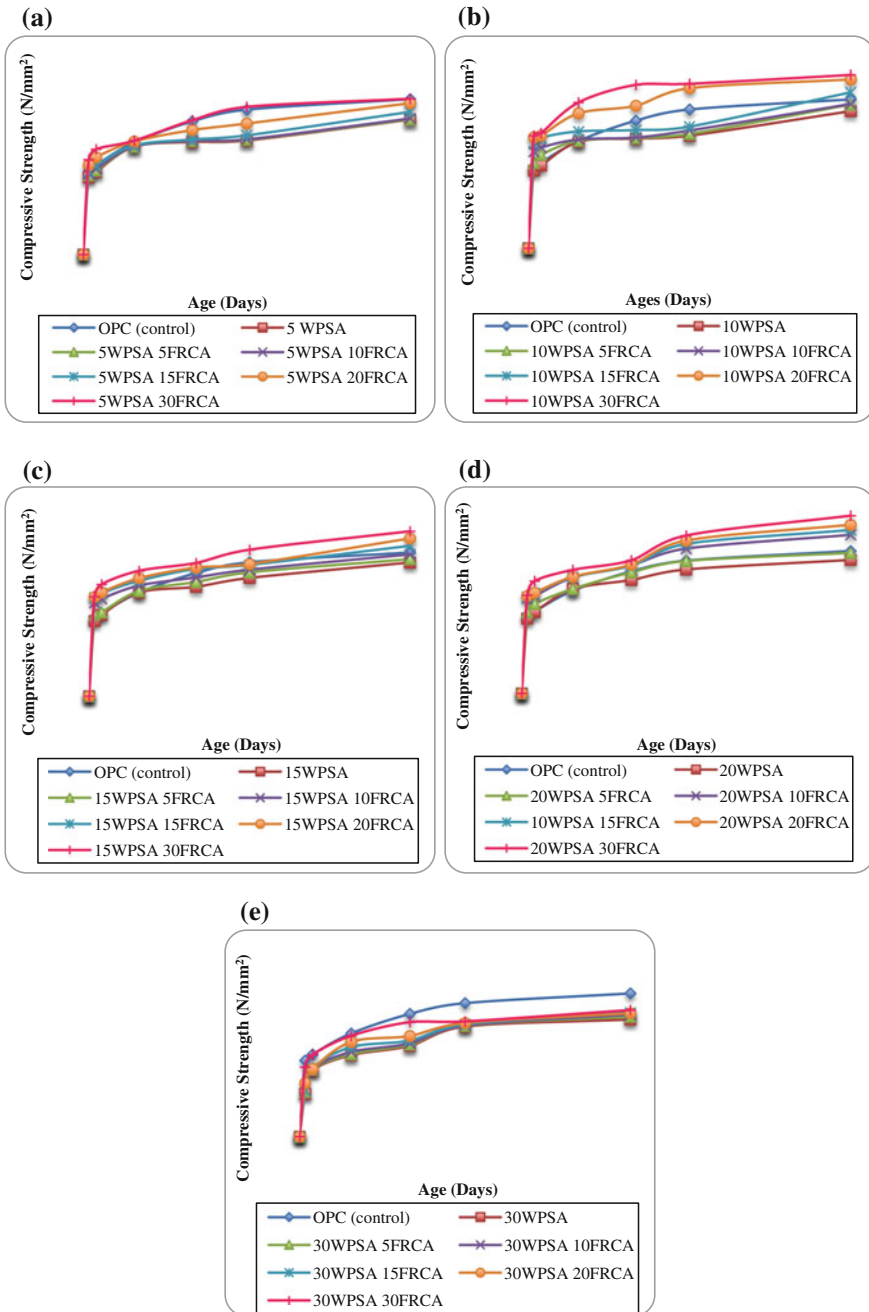 (a)
Compressive Strength (N/mm²)
Age (Days)
OPC (control) 5 WPSA
5WPSA 5FRCA 5WPSA 10FRCA
5WPSA 15FRCA 5WPSA 20FRCA
5WPSA 30FRCA
(b)
Compressive Strength (N/mm²)
Ages (Days)
OPC (control) 10WPSA
10WPSA 5FRCA 10WPSA 10FRCA
10WPSA 15FRCA 10WPSA 20FRCA
10WPSA 30FRCA
(c)
Compressive Strength (N/mm²)
Age (Days)
OPC (control) 15WPSA
15WPSA 5FRCA 15WPSA 10FRCA
15WPSA 15FRCA 15WPSA 20FRCA
15WPSA 30FRCA
(d)
Compressive Strength (N/mm²)
Age (Days)
OPC (control) 20WPSA
20WPSA 5FRCA 20WPSA 10FRCA
10WPSA 15FRCA 20WPSA 20FRCA
20WPSA 30FRCA
(e)
Compressive Strength (N/mm²)
Age (Days)
OPC (control) 30WPSA
30WPSA 5FRCA 30WPSA 10FRCA
30WPSA 15FRCA 30WPSA 20FRCA
30WPSA 30FRCA